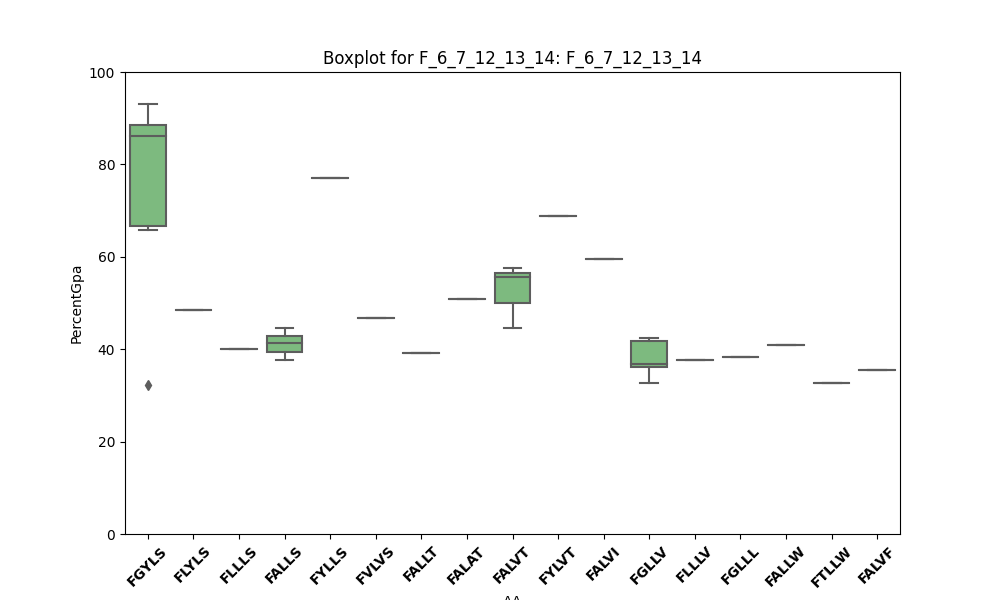 Boxplot for F_6_7_12_13_14: F_6_7_12_13_14
100
80
60
40
20
0
PercentGpa
FGYLS
FLYLS
FLLLS
FALLS
FYLLS
FVLVS
FALLT
FALAT
FALVT
FYLVT
FALVI
FGLLV
FLLLV
FGLLL
FALLW
FTLLW
FALVF
AA